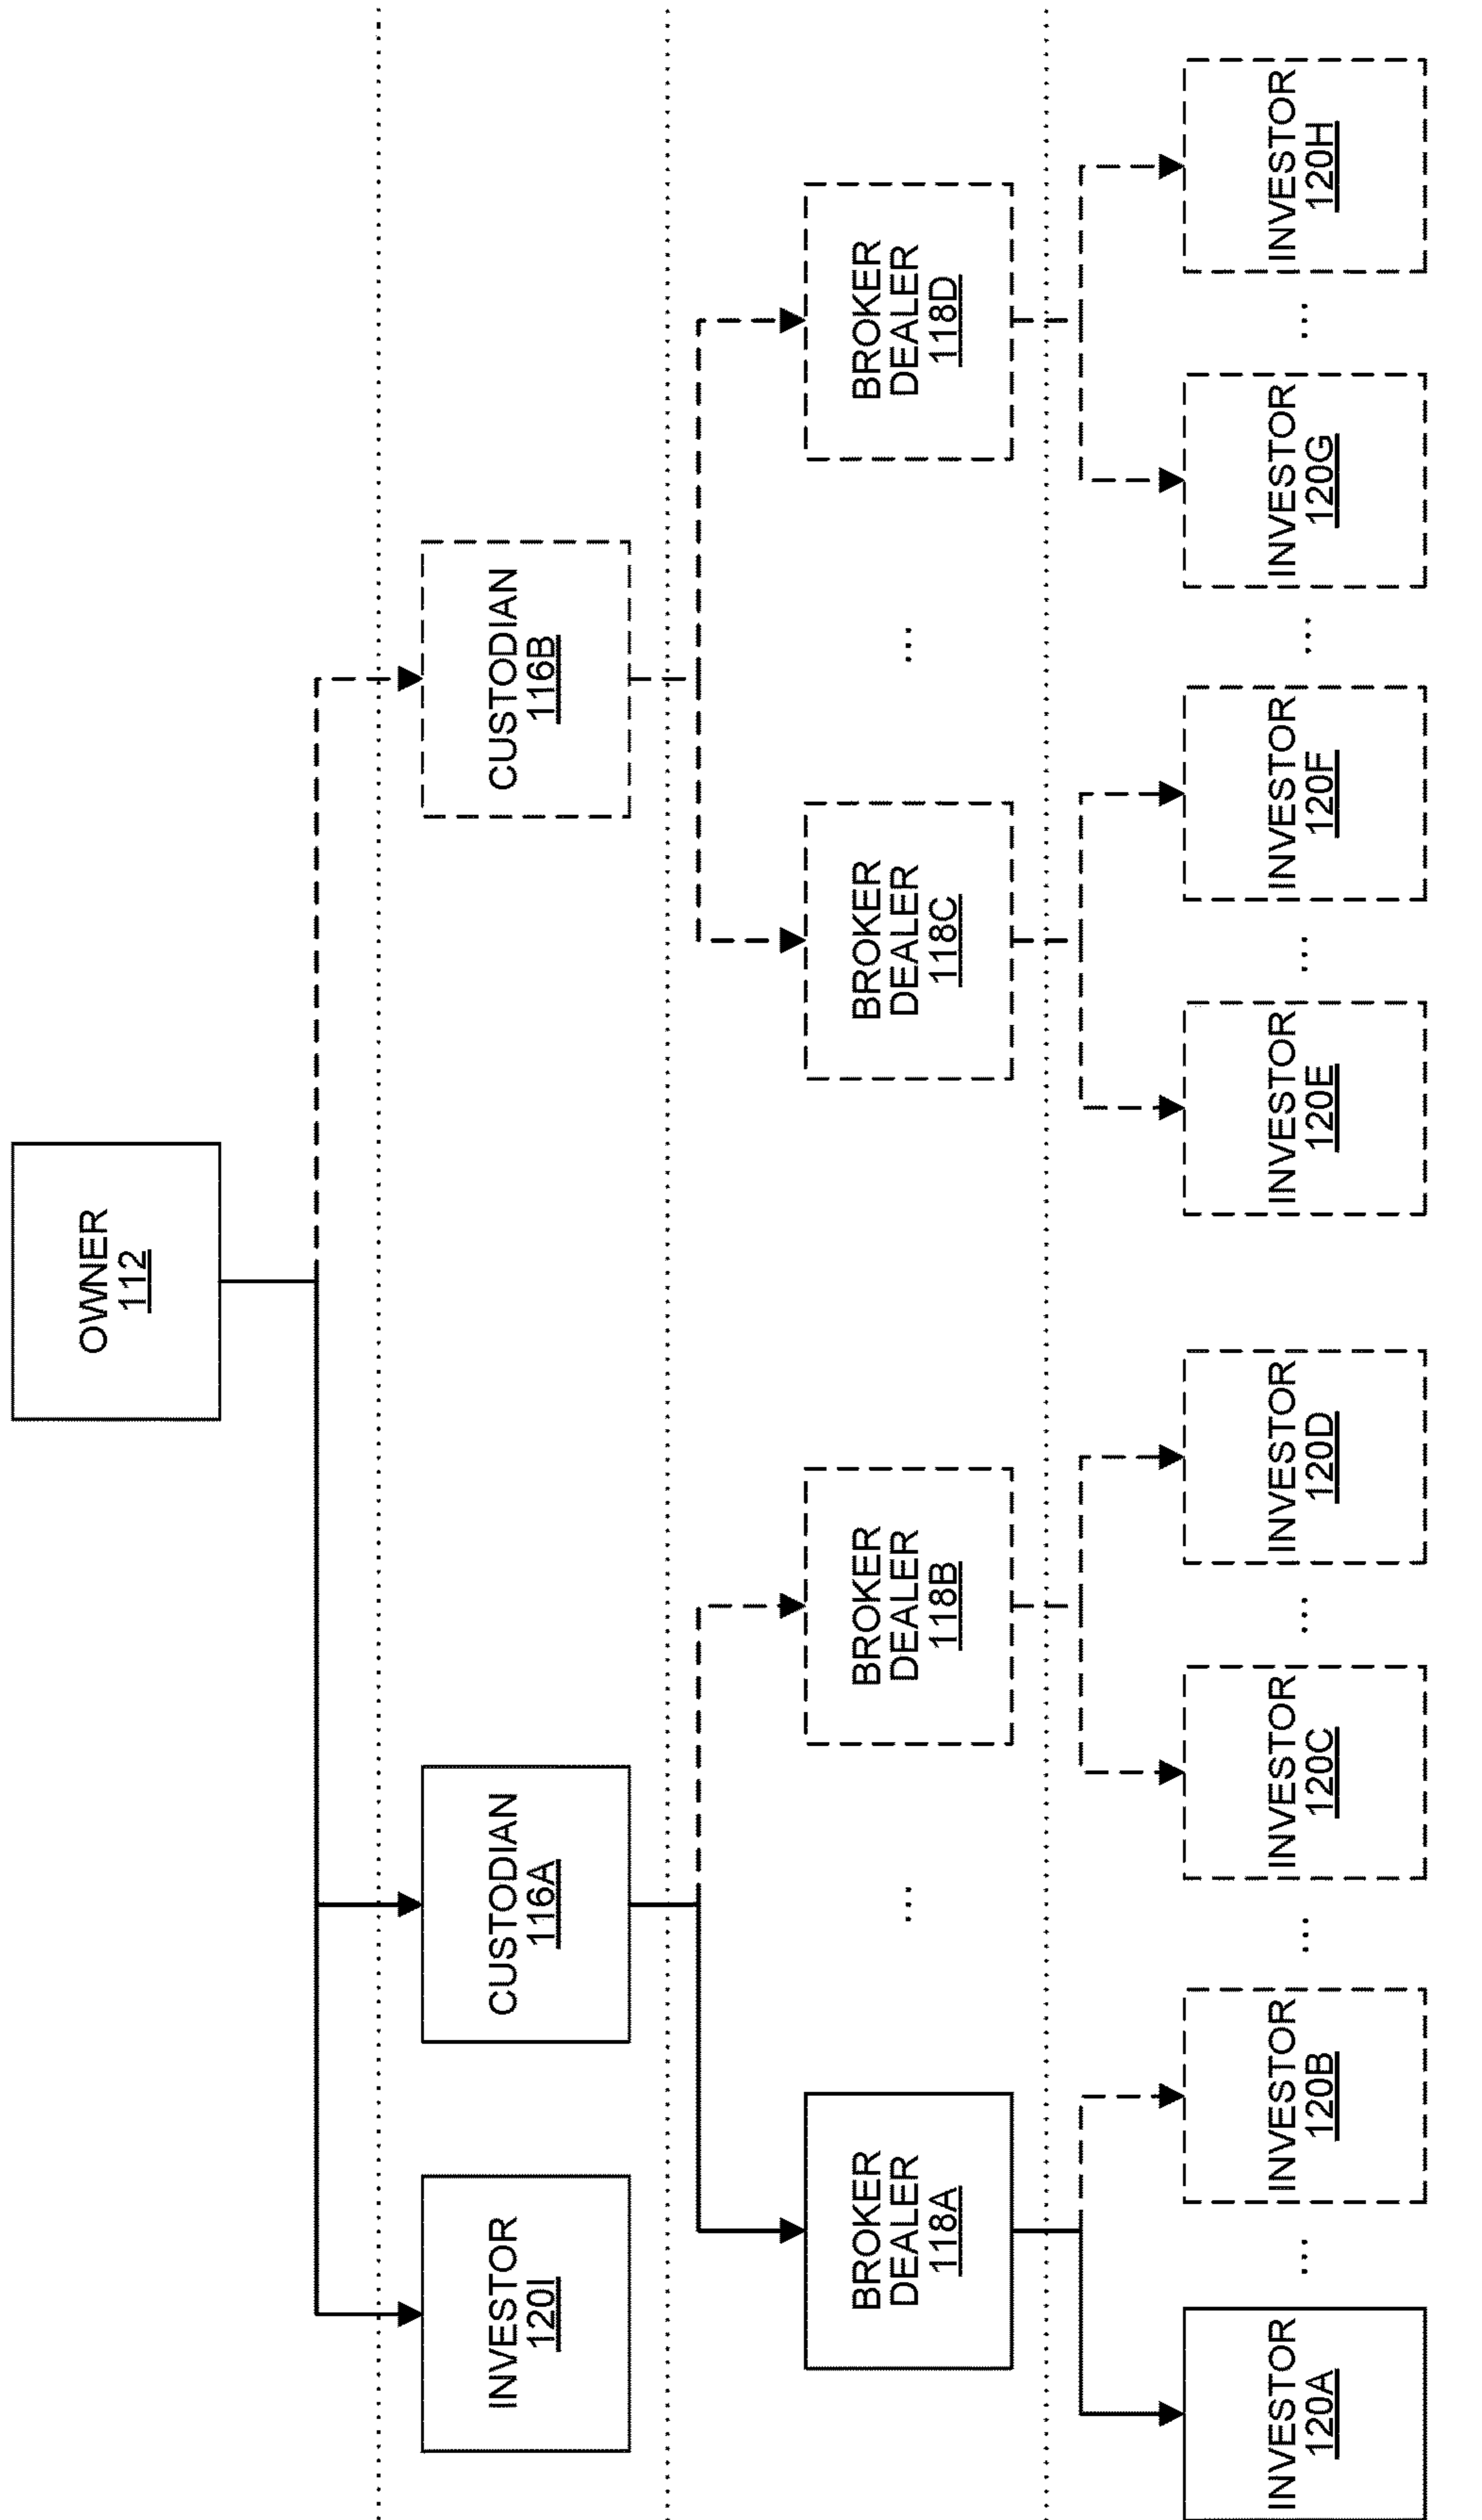 OWNER
112
INVESTOR
120I
CUSTODIAN
116A
CUSTODIAN
116B
BROKER
DEALER
118A
...
BROKER
DEALER
118B
BROKER
DEALER
118C
...
BROKER
DEALER
118D
INVESTOR
120A
...
INVESTOR
120B
...
INVESTOR
120C
...
INVESTOR
120D
INVESTOR
120E
...
INVESTOR
120F
...
INVESTOR
120G
...
INVESTOR
120H